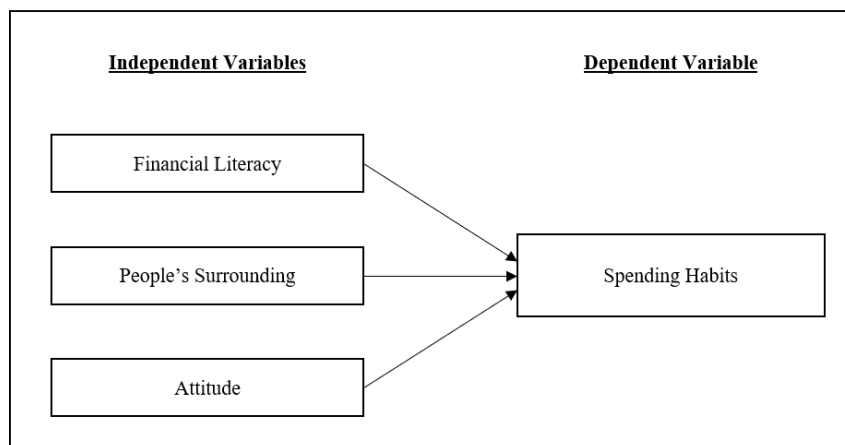 Independent Variables
Dependent Variable
Financial Literacy
People’s Surrounding
Spending Habits
Attitude